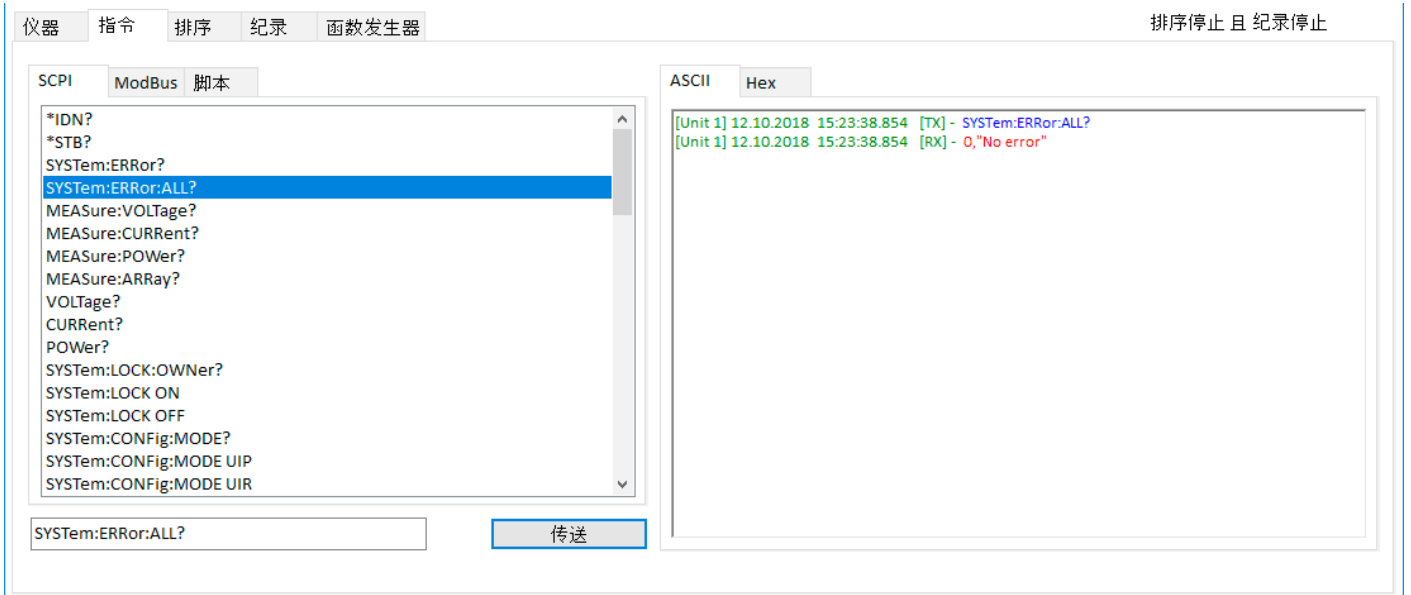 仪器 指令 排序 纪录 函数发生器 排序停止 且 纪录停止
SCPI ModBus 脚本
*IDN?
*STB?
SYSTem:ERRor?
SYSTem:ERRor:ALL?
MEASure:VOLTage?
MEASure:CURRent?
MEASure:POWer?
MEASure:ARRay?
VOLTage?
CURRent?
POWer?
SYSTem:LOCK:OWNer?
SYSTem:LOCK ON
SYSTem:LOCK OFF
SYSTem:CONFig:MODE?
SYSTem:CONFig:MODE UIP
SYSTem:CONFig:MODE UIR
SYSTem:ERRor:ALL? 传送
ASCII Hex
[Unit 1] 12.10.2018 15:23:38.854 [TX] - SYSTem:ERRor:ALL?
[Unit 1] 12.10.2018 15:23:38.854 [RX] - 0,"No error"